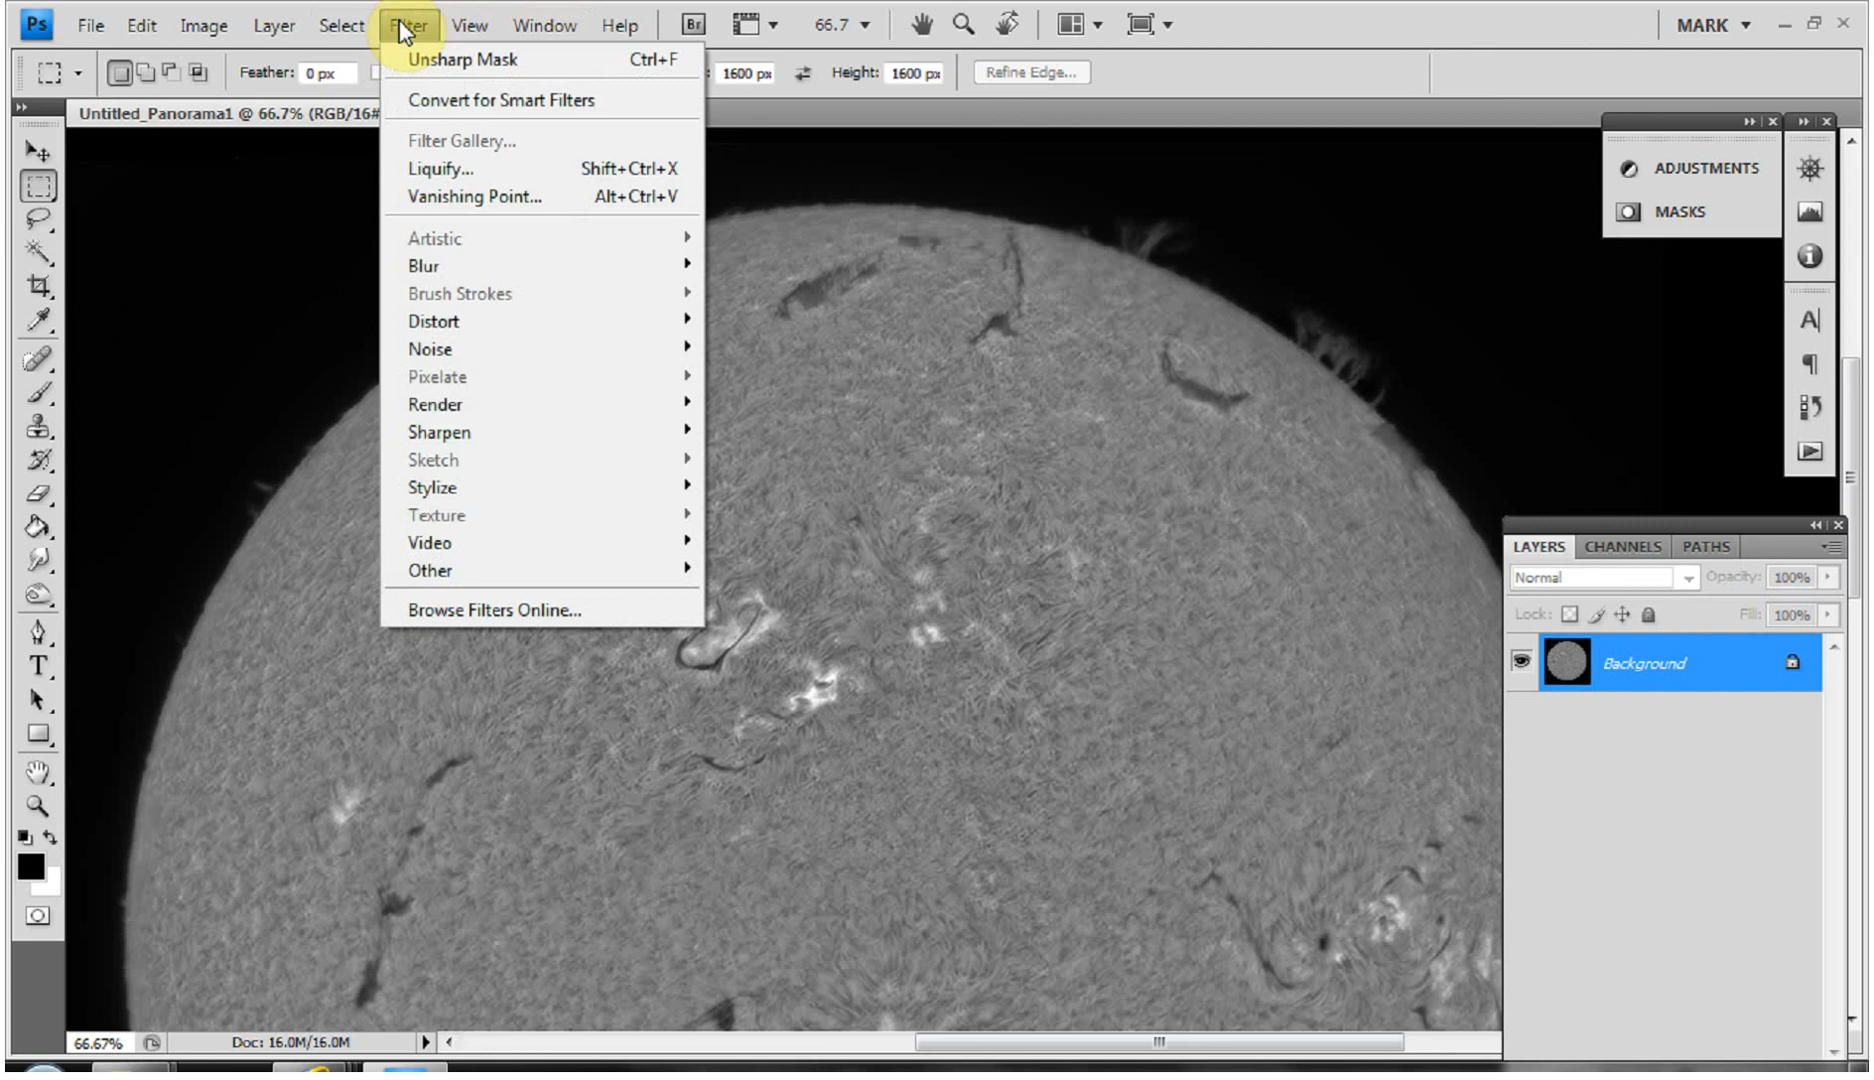 Ps File Edit Image Layer Select Filter View Window Help Br 66.7 MARK
Feather: 0 px 1600 px Height: 1600 px Refine Edge...
Untitled_Panorama1 @ 66.7% (RGB/16#
Unsharp Mask Ctrl+F
Convert for Smart Filters
Filter Gallery...
Liquify... Shift+Ctrl+X
Vanishing Point... Alt+Ctrl+V
Artistic
Blur
Brush Strokes
Distort
Noise
Pixelate
Render
Sharpen
Sketch
Stylize
Texture
Video
Other
Browse Filters Online...
ADJUSTMENTS
MASKS
LAYERS CHANNELS PATHS
Normal Opacity: 100%
Lock: Fill: 100%
Background
66.67% Doc: 16.0M/16.0M